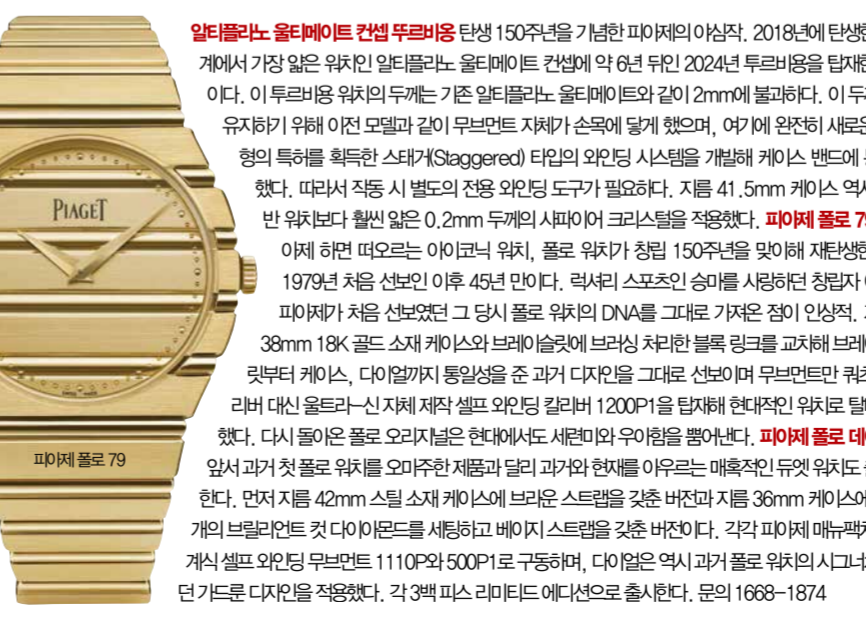 PIAGET
피아제 폴로 79
알티플라노 울티메이트 컨셉 뚜르비옹 탄생 150주년을 기념한 피아제의 야심작. 2018년에 탄생한
계에서 가장 얇은 워치인 알티플라노 울티메이트 컨셉에 약 6년 뒤인 2024년 투르비용을 탑재한
이다. 이 투르비용 워치의 두께는 기존 알티플라노 울티메이트와 같이 2mm에 불과하다. 이 두께
유지하기 위해 이전 모델과 같이 무브먼트 자체가 손목에 닿게 했으며, 여기에 완전히 새로운
형의 특허를 획득한 스태거(Staggered) 타입의 와인딩 시스템을 개발해 케이스 밴드에
했다. 따라서 작동 시 별도의 전용 와인딩 도구가 필요하다. 지름 41.5mm 케이스 역시
반 워치보다 훨씬 얇은 0.2mm 두께의 사파이어 크리스털을 적용했다. 피아제 폴로 79
아제 하면 떠오르는 아이코닉 워치, 폴로 워치가 창립 150주년을 맞이해 재탄생한
1979년 처음 선보인 이후 45년 만이다. 럭셔리 스포츠인 승마를 사랑하던 창립자
피아제가 처음 선보였던 그 당시 폴로 워치의 DNA를 그대로 가져온 점이 인상적.
38mm 18K 골드 소재 케이스와 브레이슬릿에 브러싱 처리한 블록 링크를 교차해 브레이
릿부터 케이스, 다이얼까지 통일성을 준 과거 디자인을 그대로 선보이며 무브먼트만 쿼츠
리버 대신 울트라-신 자체 제작 셀프 와인딩 칼리버 1200P1을 탑재해 현대적인 워치로 탈바
했다. 다시 돌아온 폴로 오리지널은 현대에서도 세련미와 우아함을 뿜어낸다. 피아제 폴로 데이
앞서 과거 첫 폴로 워치를 오마주한 제품과 달리 과거와 현재를 아우르는 매혹적인 듀엣 워치도
한다. 먼저 지름 42mm 스틸 소재 케이스에 브라운 스트랩을 갖춘 버전과 지름 36mm 케이스에
개의 브릴리언트 컷 다이아몬드를 세팅하고 베이지 스트랩을 갖춘 버전이다. 각각 피아제 매뉴팩처
계식 셀프 와인딩 무브먼트 1110P와 500P1로 구동하며, 다이얼은 역시 과거 폴로 워치의 시그너처
던 가드룬 디자인을 적용했다. 각 3백 피스 리미티드 에디션으로 출시한다. 문의 1668-1874